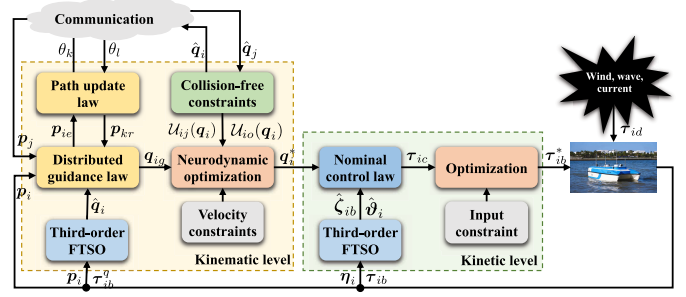 Communication
θ_k
θ_l
q̂_i
q̂_j
Wind, wave,
current
Path update
law
Collision-free
constraints
τ_id
p_j
p_ie
p_kr
𝒰_ij(q_i)
𝒰_io(q_i)
p_i
Distributed
guidance law
q_ig
Neurodynamic
optimization
q_i^*
Nominal
control law
τ_ic
Optimization
τ_ib^*
q̂_i
ζ̂_ib
ϑ̂_i
Third-order
FTSO
Velocity
constraints
Third-order
FTSO
Input
constraint
Kinematic level
Kinetic level
p_i
τ_ib^q
η_i
τ_ib